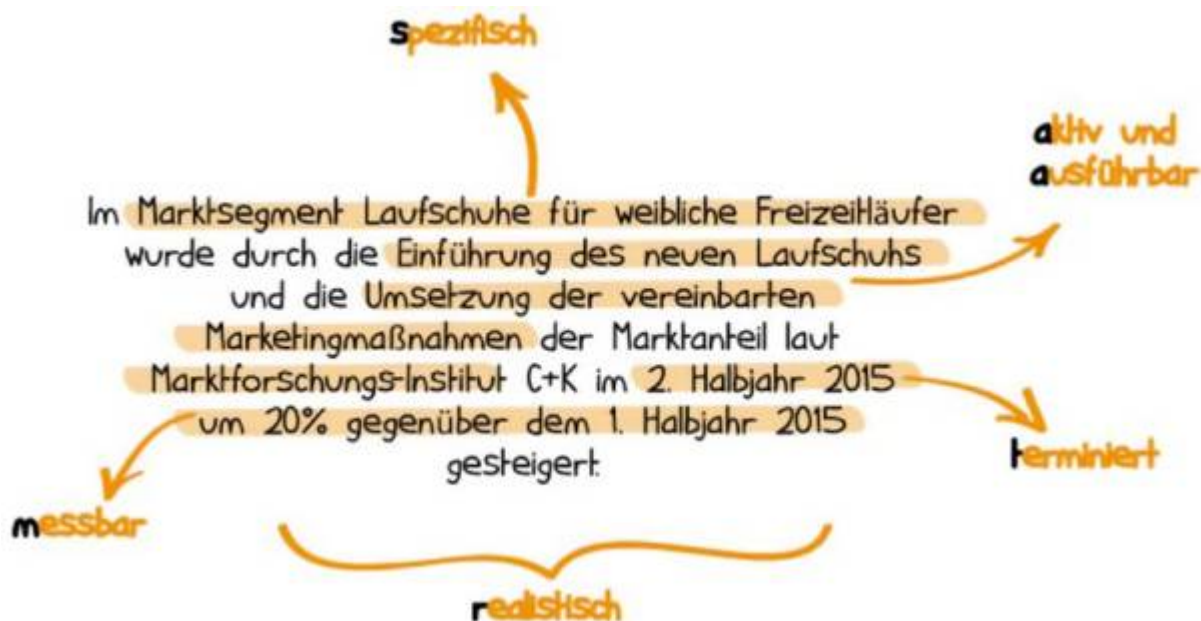 spezifisch
aktiv und
ausführbar
Im Marktsegment Laufschuhe für weibliche Freizeitläufer
wurde durch die Einführung des neuen Laufschuhs
und die Umsetzung der vereinbarten
Marketingmaßnahmen der Marktanteil laut
Marktforschungs-Institut C+K im 2. Halbjahr 2015
um 20% gegenüber dem 1. Halbjahr 2015
gesteigert.
terminiert
messbar
realistisch